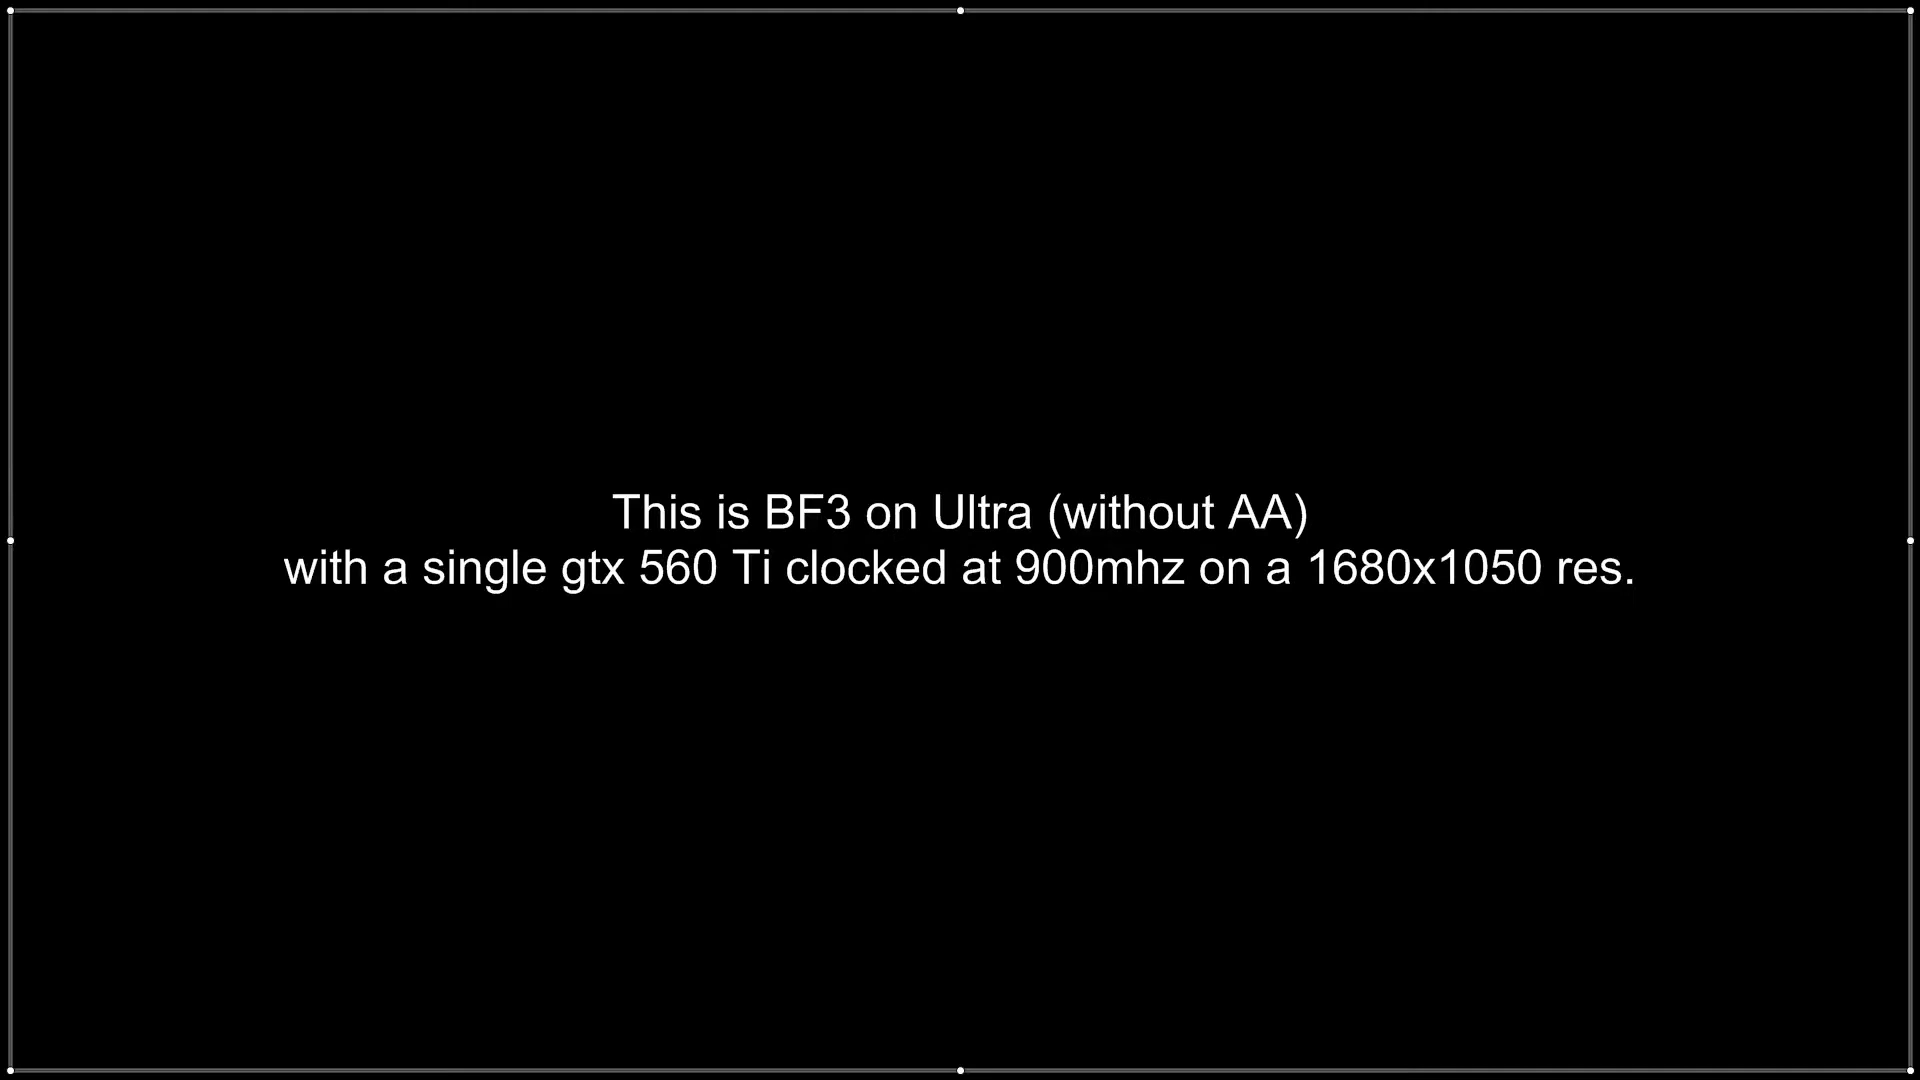 This is BF3 on Ultra (without AA)
with a single gtx 560 Ti clocked at 900mhz on a 1680x1050 res.